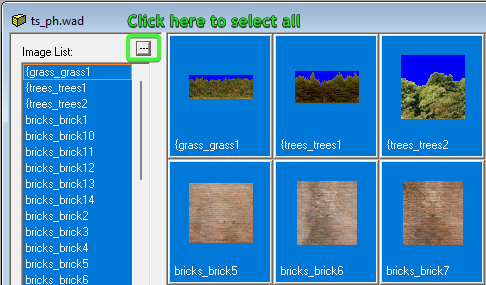 ts_ph.wad
Click here to select all
Image List:
...
{grass_grass1
{trees_trees1
{trees_trees2
bricks_brick1
bricks_brick10
bricks_brick11
bricks_brick12
bricks_brick13
bricks_brick14
bricks_brick2
bricks_brick3
bricks_brick4
bricks_brick5
bricks_brick6
{grass_grass1
{trees_trees1
{trees_trees2
bricks_brick5
bricks_brick6
bricks_brick7